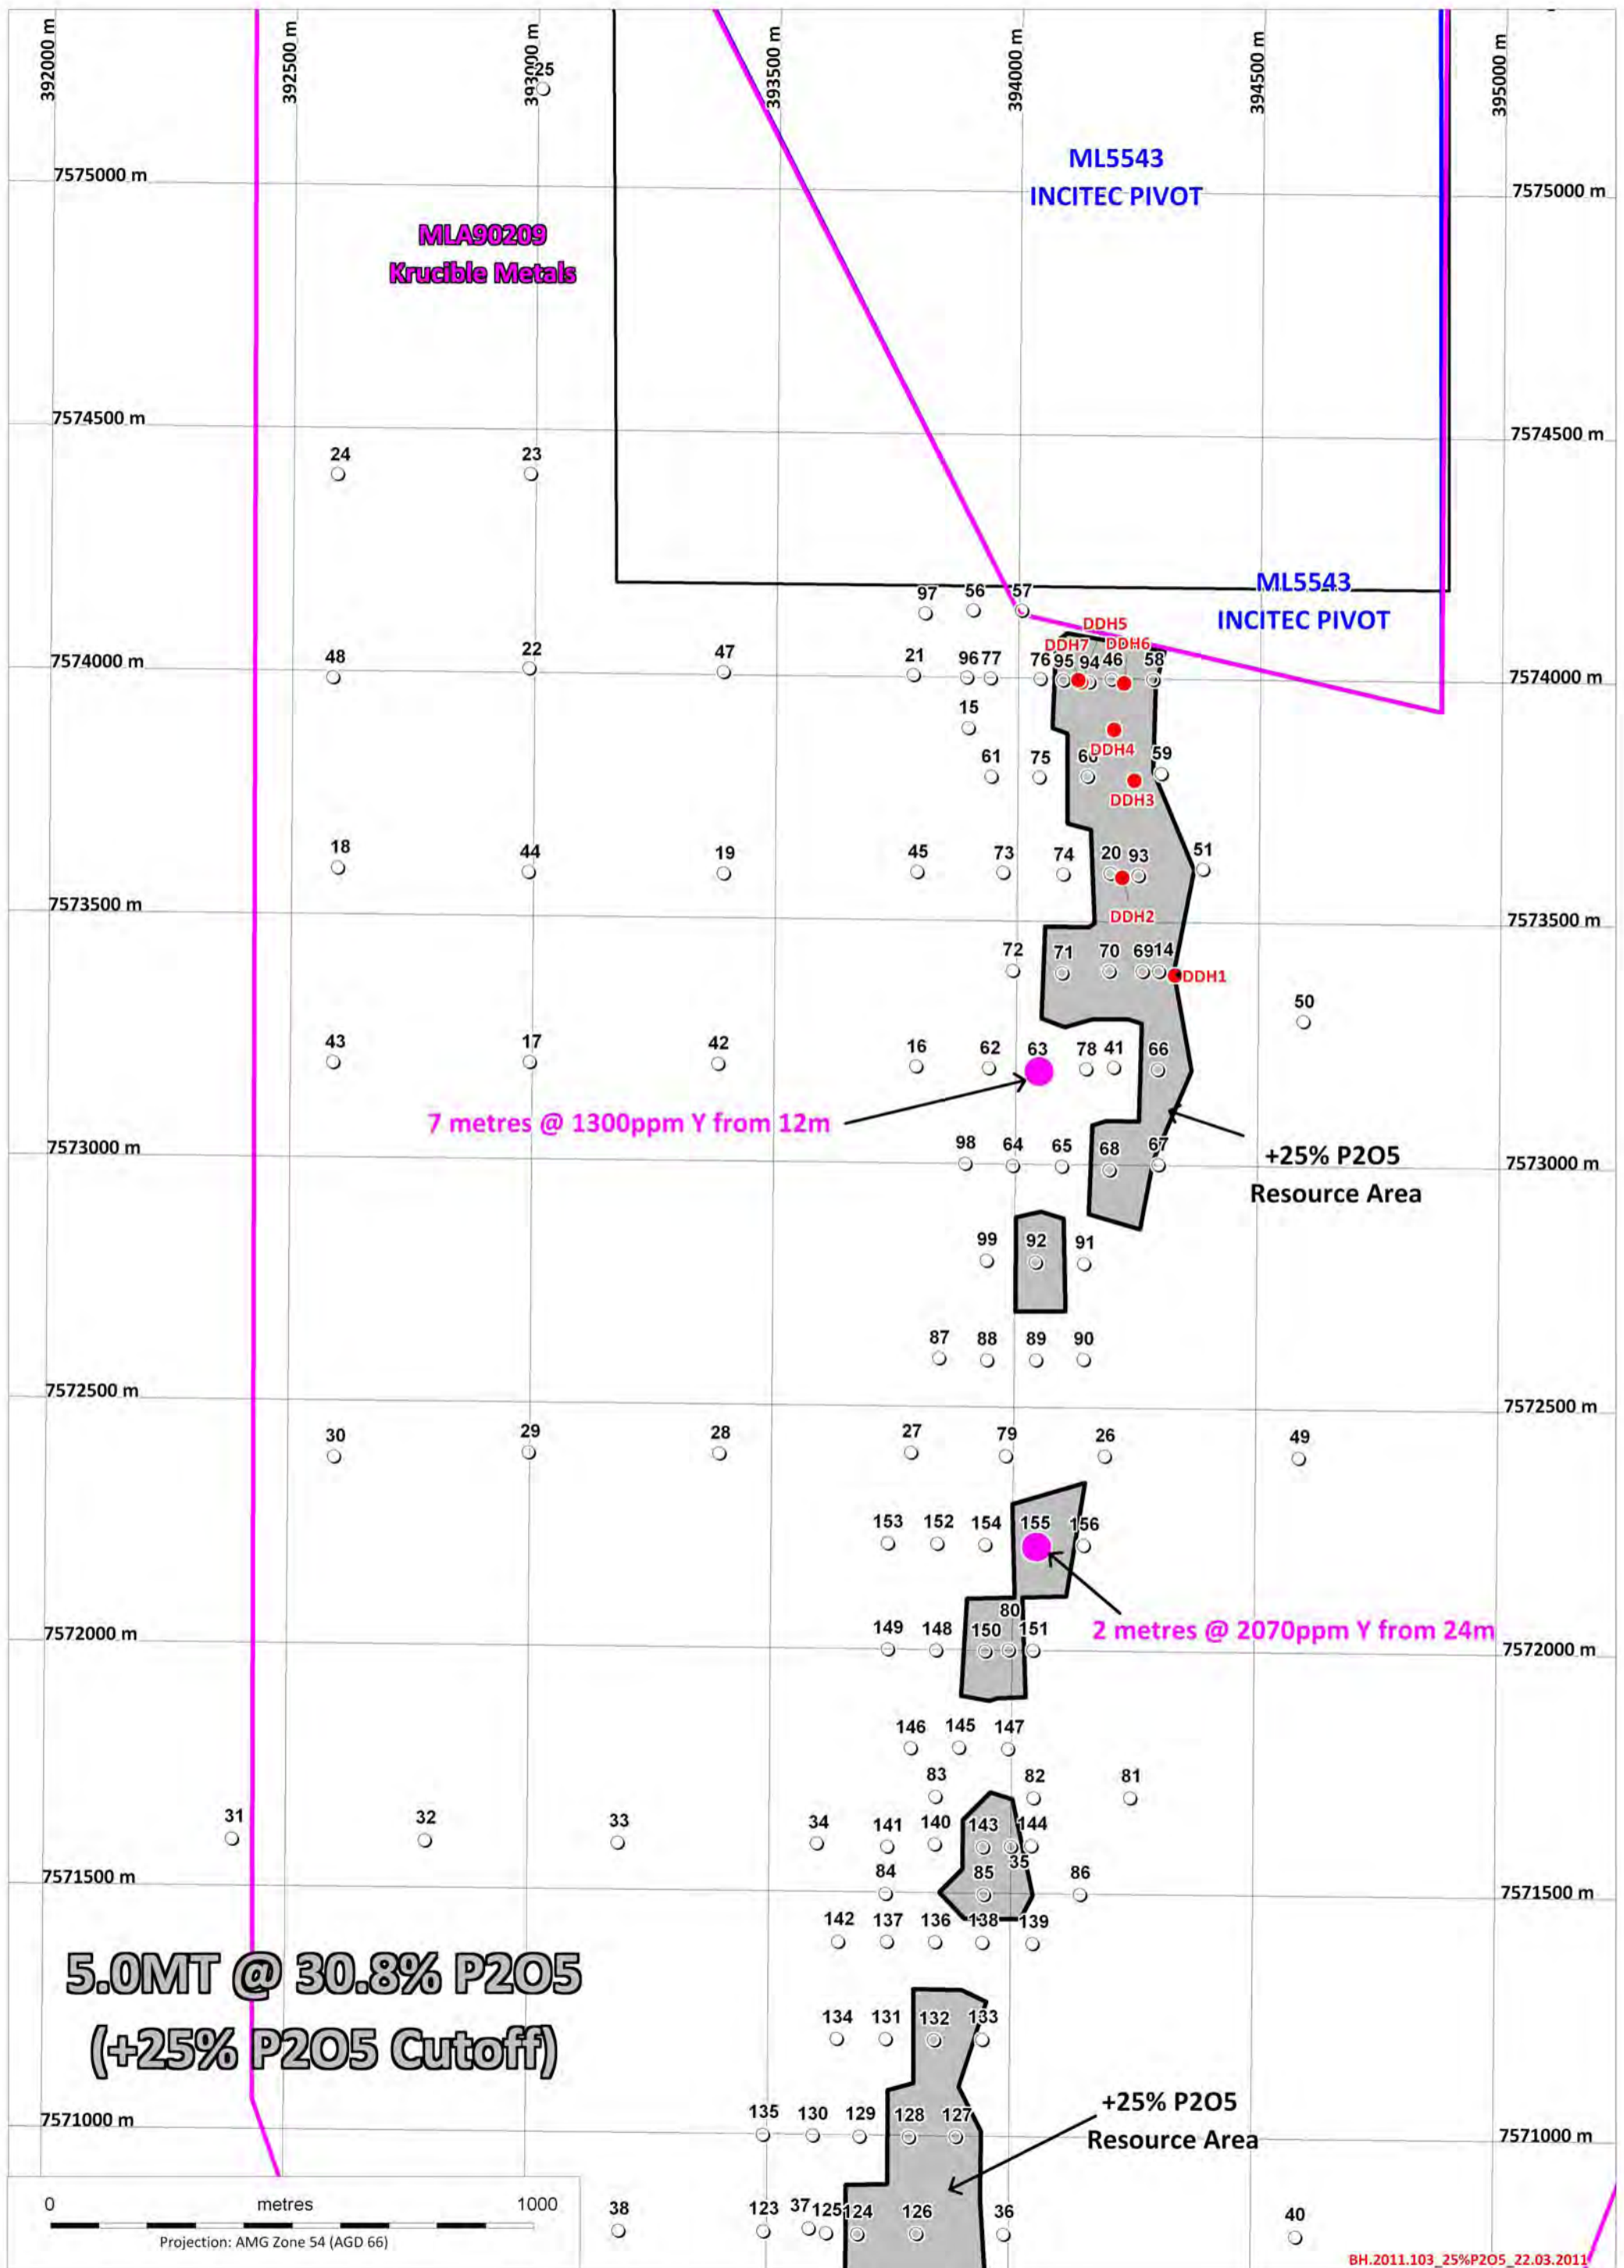 392000 m
392500 m
393000 m
393500 m
394000 m
394500 m
395000 m
25
ML5543
INCITEC PIVOT
7575000 m
7575000 m
MLA90209
Krucible Metals
7574500 m
7574500 m
24
23
ML5543
INCITEC PIVOT
97
56
57
DDH5
DDH7
DDH6
7574000 m
7574000 m
48
22
47
21
96
77
76
95
94
46
58
15
DDH4
61
75
60
59
DDH3
18
44
19
45
73
74
20
93
51
7573500 m
7573500 m
DDH2
72
71
70
69
14
DDH1
50
43
17
42
16
62
63
78
41
66
7 metres @ 1300ppm Y from 12m
7573000 m
7573000 m
98
64
65
68
67
+25% P2O5
Resource Area
99
92
91
87
88
89
90
7572500 m
7572500 m
30
29
28
27
79
26
49
153
152
154
155
156
80
2 metres @ 2070ppm Y from 24m
7572000 m
7572000 m
149
148
150
151
146
145
147
83
82
81
31
32
33
34
141
140
143
144
35
7571500 m
7571500 m
84
85
86
142
137
136
138
139
5.0MT @ 30.8% P2O5
(+25% P2O5 Cutoff)
134
131
132
133
+25% P2O5
Resource Area
7571000 m
7571000 m
135
130
129
128
127
0 metres 1000
Projection: AMG Zone 54 (AGD 66)
38
123
37
125
124
126
36
40
BH.2011.103_25%P2O5_22.03.2011